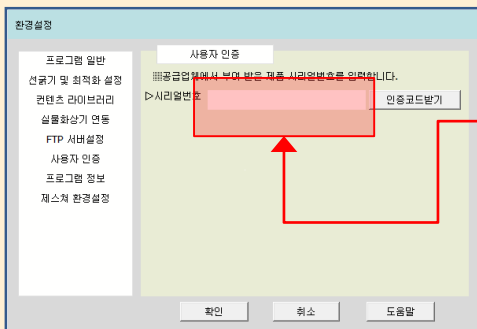 환경설정
프로그램 일반
선굵기 및 최적화 설정
컨텐츠 라이브러리
실물화상기 연동
FTP 서버설정
사용자 인증
프로그램 정보
제스쳐 환경설정
사용자 인증
▦공급업체에서 부여 받은 제품 시리얼번호를 입력합니다.
▷시리얼번호
인증코드받기
확인
취소
도움말